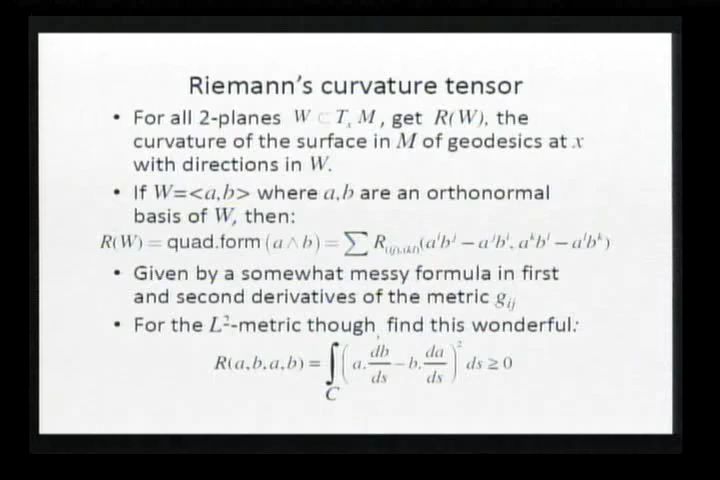 Riemann's curvature tensor
• For all 2-planes W ⊂ TₓM, get R(W), the
curvature of the surface in M of geodesics at x
with directions in W.
• If W=<a,b> where a,b are an orthonormal
basis of W, then:
R(W) = quad.form (a ∧ b) = ∑ R₍ᵢⱼ₎,₍ₖₗ₎(aⁱbʲ − aʲbⁱ, aᵏbˡ − aˡbᵏ)
• Given by a somewhat messy formula in first
and second derivatives of the metric gᵢⱼ
• For the L²-metric though find this wonderful:
R(a,b,a,b) = ∫_C (a. db/ds − b. da/ds)² ds ≥ 0